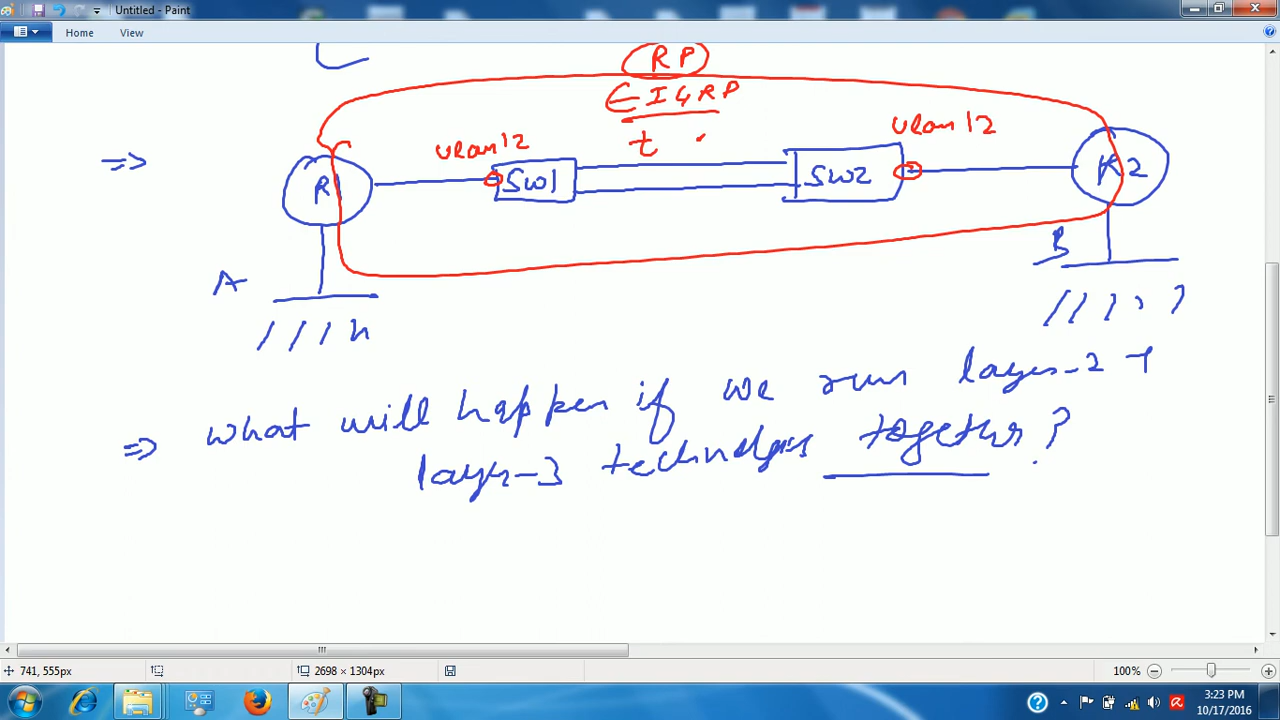 Untitled - Paint
Home View
RP
EIGRP
vlan 12
vlan 12
t
R1
SW1
SW2
R2
A
B
=> what will happen if we run layer-2 +
layer-3 technologies together?
741, 555px
2698 × 1304px
100%
3:23 PM
10/17/2016